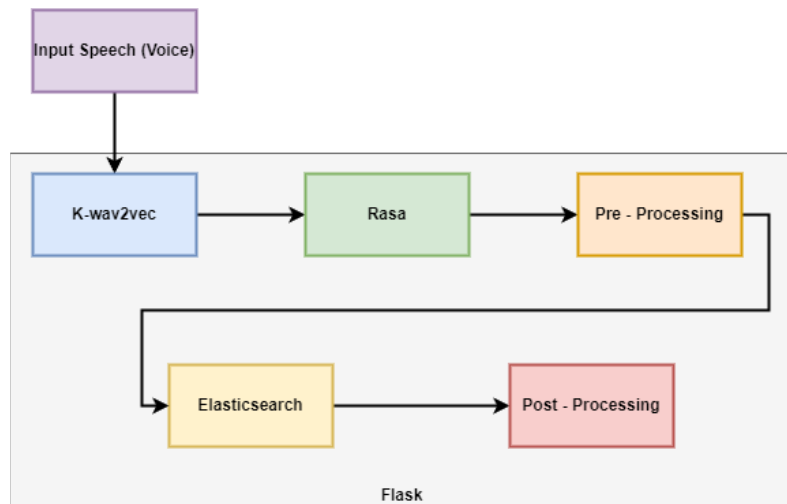 Input Speech (Voice)
K-wav2vec
Rasa
Pre - Processing
Elasticsearch
Post - Processing
Flask